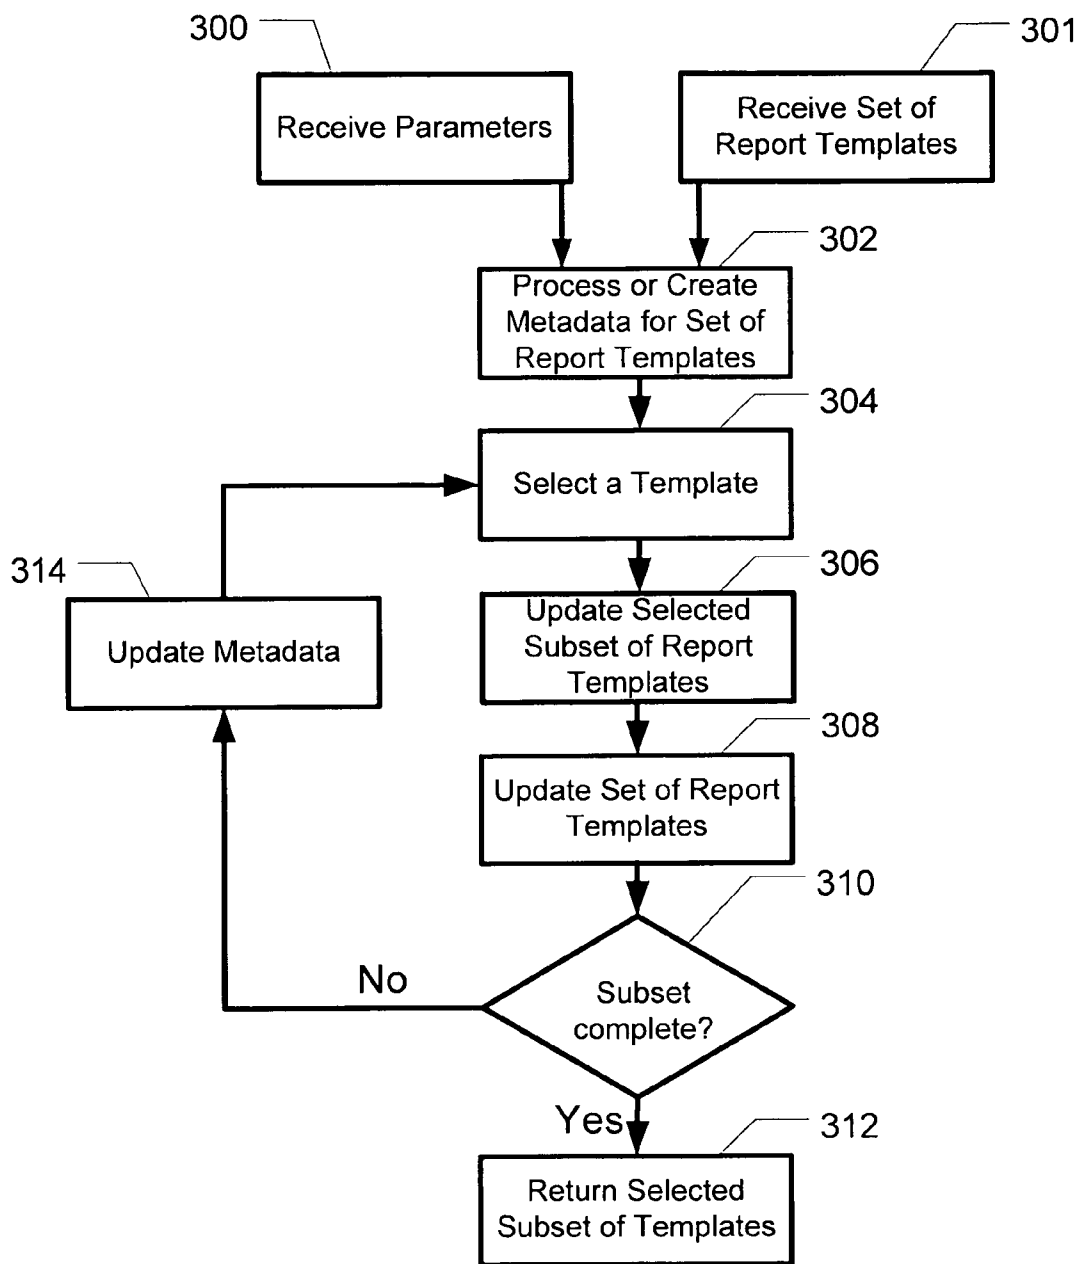 300
301
Receive Parameters
Receive Set of
Report Templates
302
Process or Create
Metadata for Set of
Report Templates
304
Select a Template
306
Update Selected
Subset of Report
Templates
314
Update Metadata
308
Update Set of Report
Templates
310
Subset
complete?
No
Yes
312
Return Selected
Subset of Templates